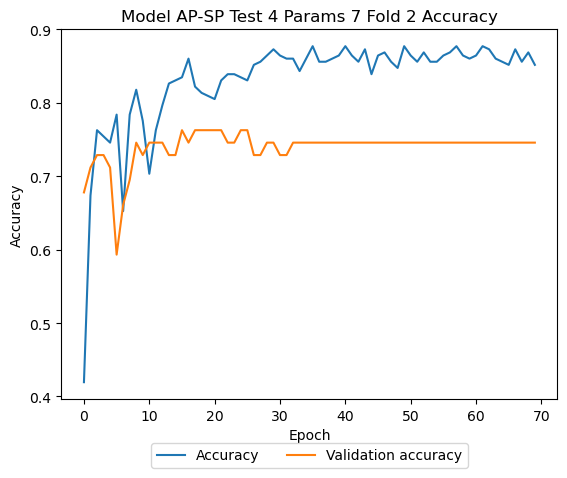 Model AP-SP Test 4 Params 7 Fold 2 Accuracy
0.9
0.8
0.7
0.6
0.5
0.4
Accuracy
0 10 20 30 40 50 60 70
Epoch
Accuracy Validation accuracy